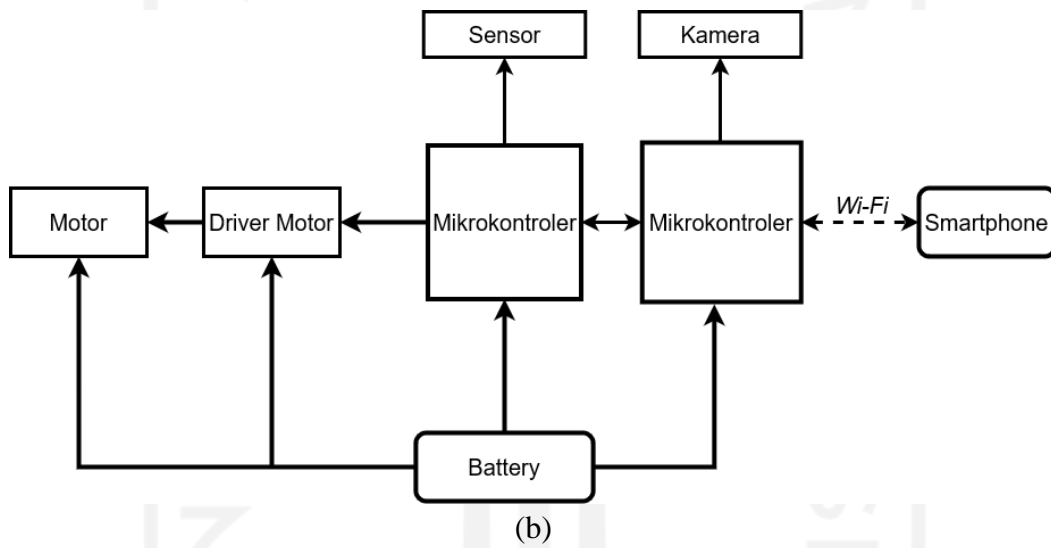 Sensor
Kamera
Motor
Driver Motor
Mikrokontroler
Mikrokontroler
Wi-Fi
Smartphone
Battery
(b)